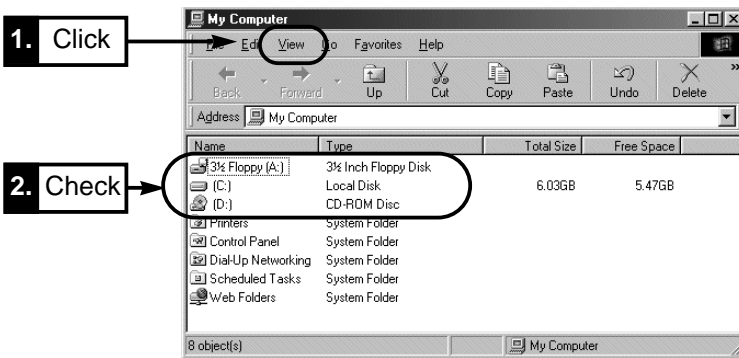 My Computer
1. Click
File Edit View Go Favorites Help
Back Forward Up Cut Copy Paste Undo Delete »
Address My Computer
Name Type Total Size Free Space
3½ Floppy (A:) 3½ Inch Floppy Disk
2. Check
(C:) Local Disk 6.03GB 5.47GB
(D:) CD-ROM Disc
Printers System Folder
Control Panel System Folder
Dial-Up Networking System Folder
Scheduled Tasks System Folder
Web Folders System Folder
8 object(s) My Computer